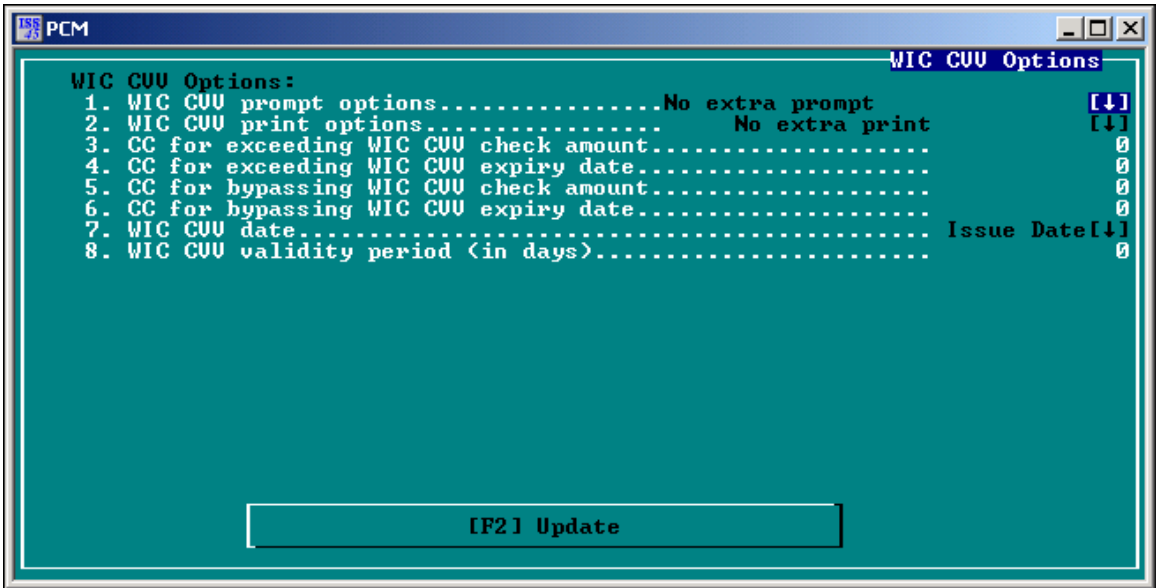 ISS 45 PCM
WIC CVV Options
WIC CVV Options:
1. WIC CVV prompt options................No extra prompt [↓]
2. WIC CVV print options................. No extra print [↓]
3. CC for exceeding WIC CVV check amount.................... 0
4. CC for exceeding WIC CVV expiry date..................... 0
5. CC for bypassing WIC CVV check amount.................... 0
6. CC for bypassing WIC CVV expiry date..................... 0
7. WIC CVV date............................................. Issue Date[↓]
8. WIC CVV validity period (in days)........................ 0
[F2] Update